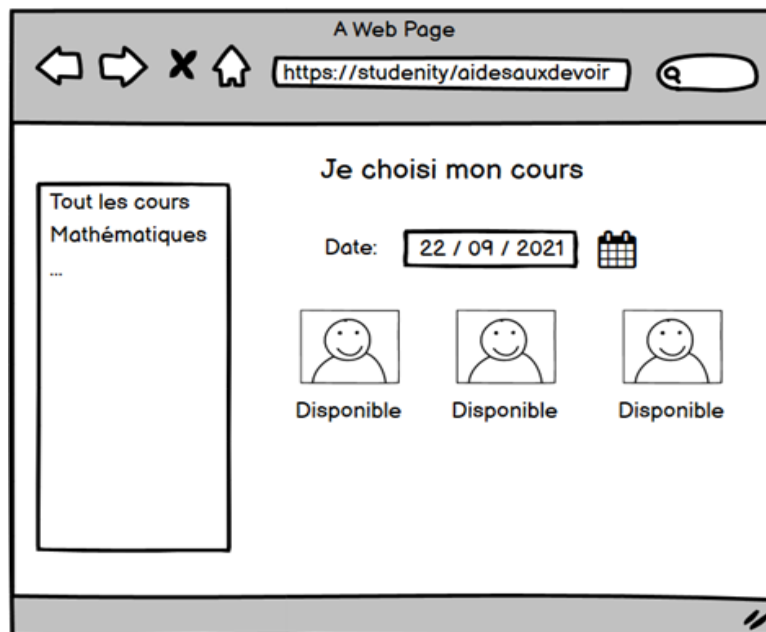 A Web Page
https://studenity/aidesauxdevoir
Je choisi mon cours
Tout les cours
Mathématiques
...
Date: 22 / 09 / 2021
Disponible Disponible Disponible